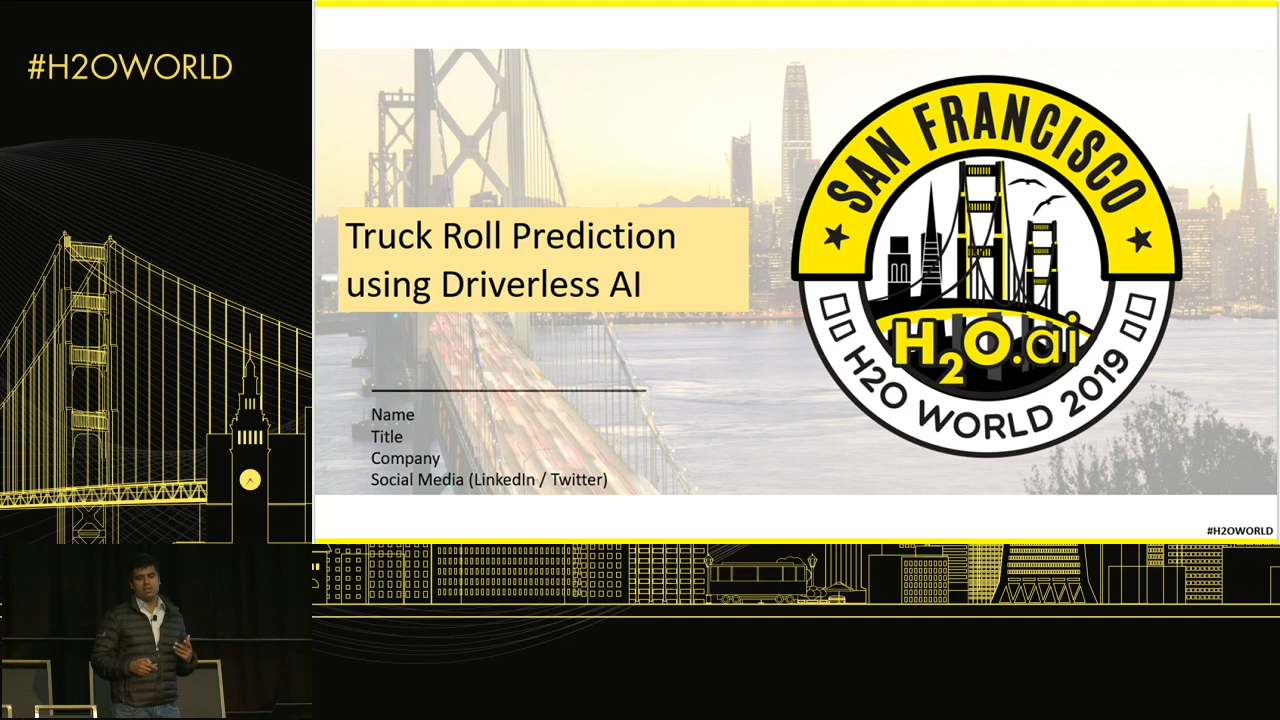 #H2OWORLD
Truck Roll Prediction
using Driverless AI
Name
Title
Company
Social Media (LinkedIn / Twitter)
SAN FRANCISCO
H2O.ai
H2O WORLD 2019
#H2OWORLD